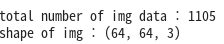 total number of img data : 1105
shape of img : (64, 64, 3)